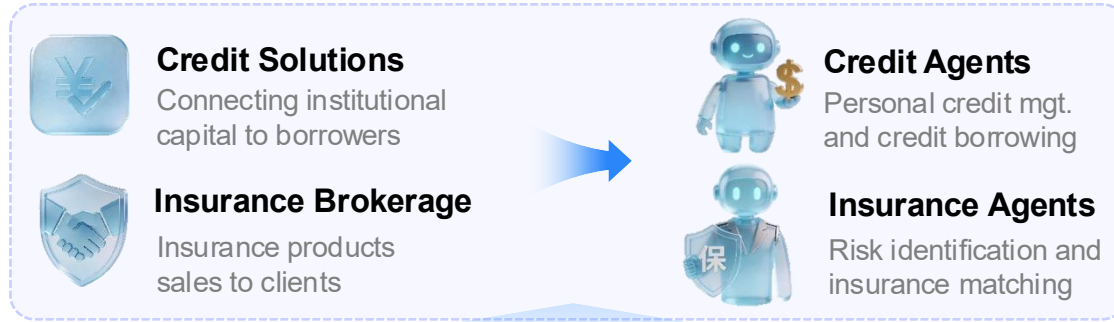 ¥
Credit Solutions
Connecting institutional
capital to borrowers
Insurance Brokerage
Insurance products
sales to clients
$
Credit Agents
Personal credit mgt.
and credit borrowing
保
Insurance Agents
Risk identification and
insurance matching